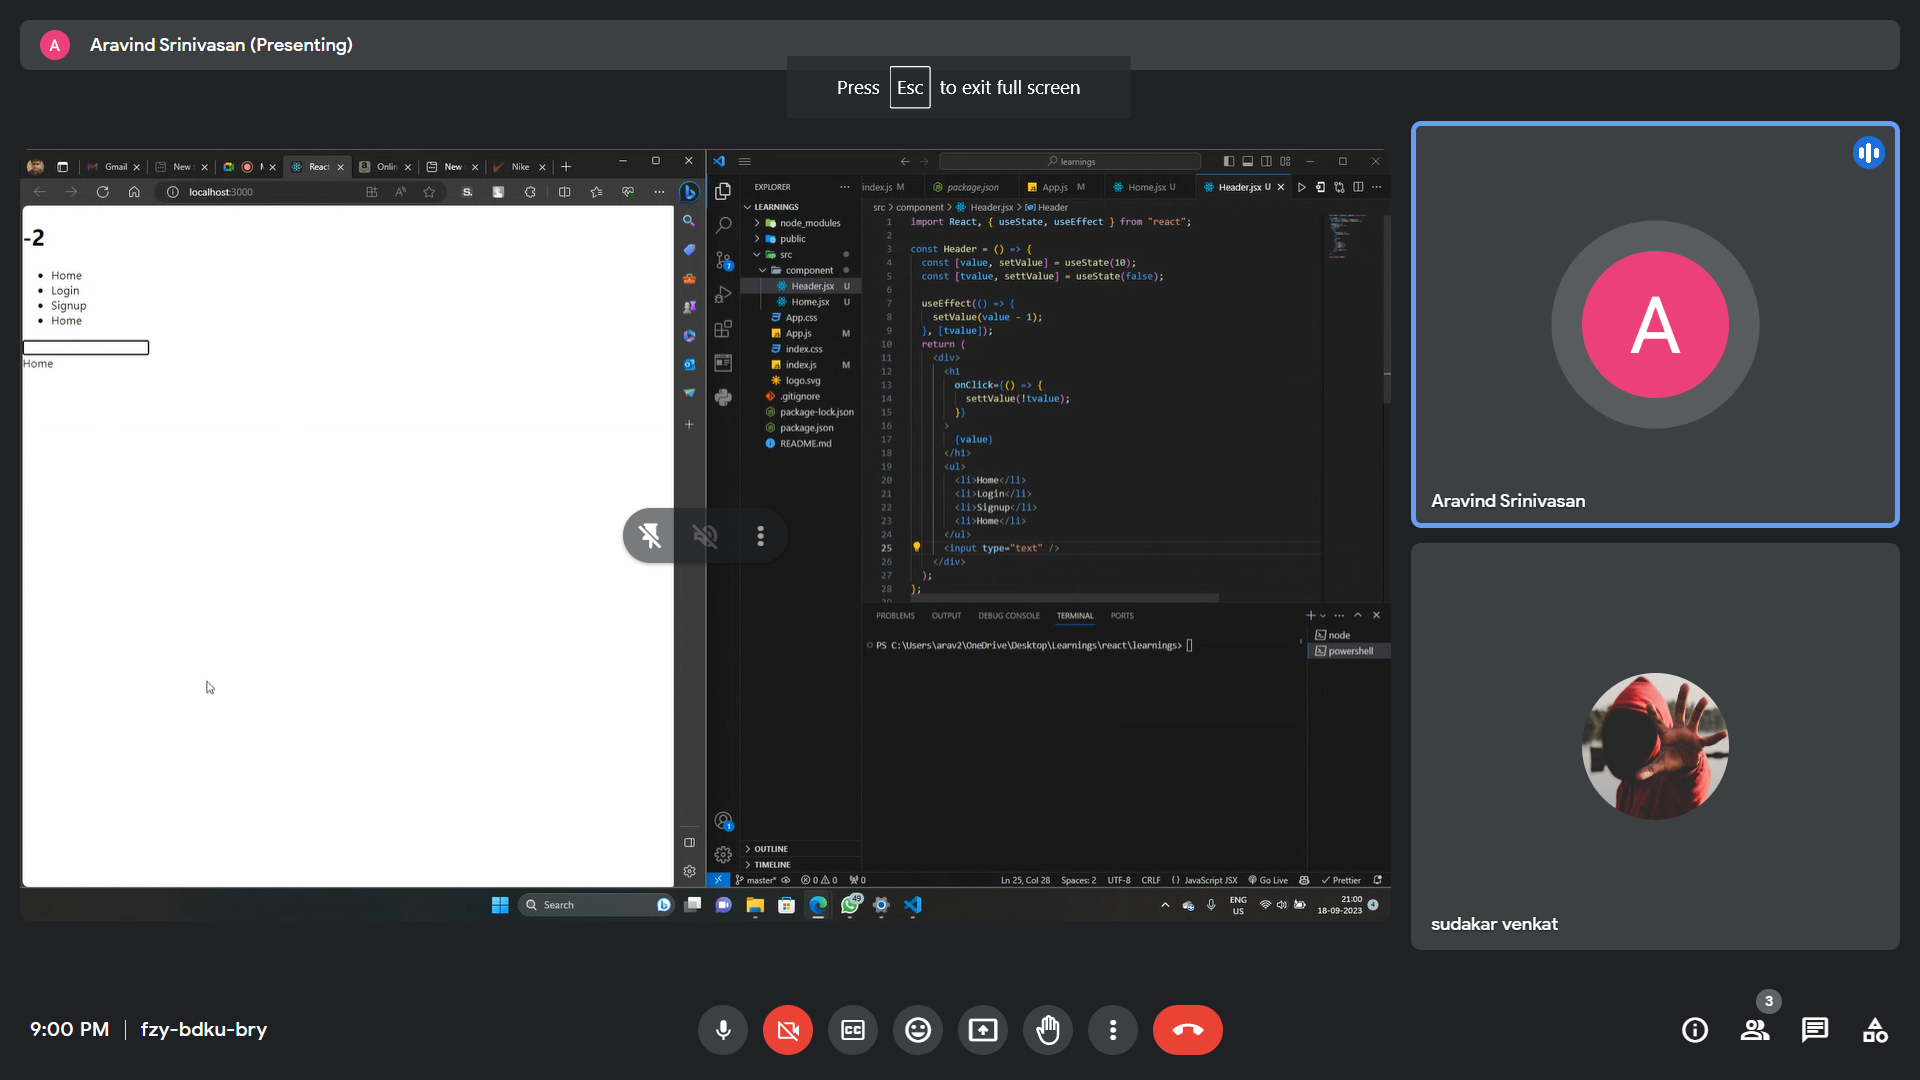 A Aravind Srinivasan (Presenting)
Press Esc to exit full screen
Gmail New React Onlin New Nike
localhost:3000
-2
Home
Login
Signup
Home
Home
learnings
EXPLORER
LEARNINGS
node_modules
public
src
component
Header.jsx U
Home.jsx U
App.css
App.js M
index.css
index.js M
logo.svg
.gitignore
package-lock.json
package.json
README.md
OUTLINE
TIMELINE
index.js M package.json App.js M Home.jsx U Header.jsx U
src > component > Header.jsx > Header
1 import React, { useState, useEffect } from "react";
2
3 const Header = () => {
4 const [value, setValue] = useState(10);
5 const [tvalue, settValue] = useState(false);
6
7 useEffect(() => {
8 setValue(value - 1);
9 }, [tvalue]);
10 return (
11 <div>
12 <h1
13 onClick={() => {
14 settValue(!tvalue);
15 }}
16 >
17 {value}
18 </h1>
19 <ul>
20 <li>Home</li>
21 <li>Login</li>
22 <li>Signup</li>
23 <li>Home</li>
24 </ul>
25 <input type="text" />
26 </div>
27 );
28 };
PROBLEMS OUTPUT DEBUG CONSOLE TERMINAL PORTS
PS C:\Users\arav2\OneDrive\Desktop\Learnings\react\learnings>
node
powershell
master* 0 0 0 Ln 25, Col 28 Spaces: 2 UTF-8 CRLF JavaScript JSX Go Live Prettier
Search
49
ENG
US
21:00
18-09-2023
4
A
Aravind Srinivasan
sudakar venkat
9:00 PM | fzy-bdku-bry
CC
3